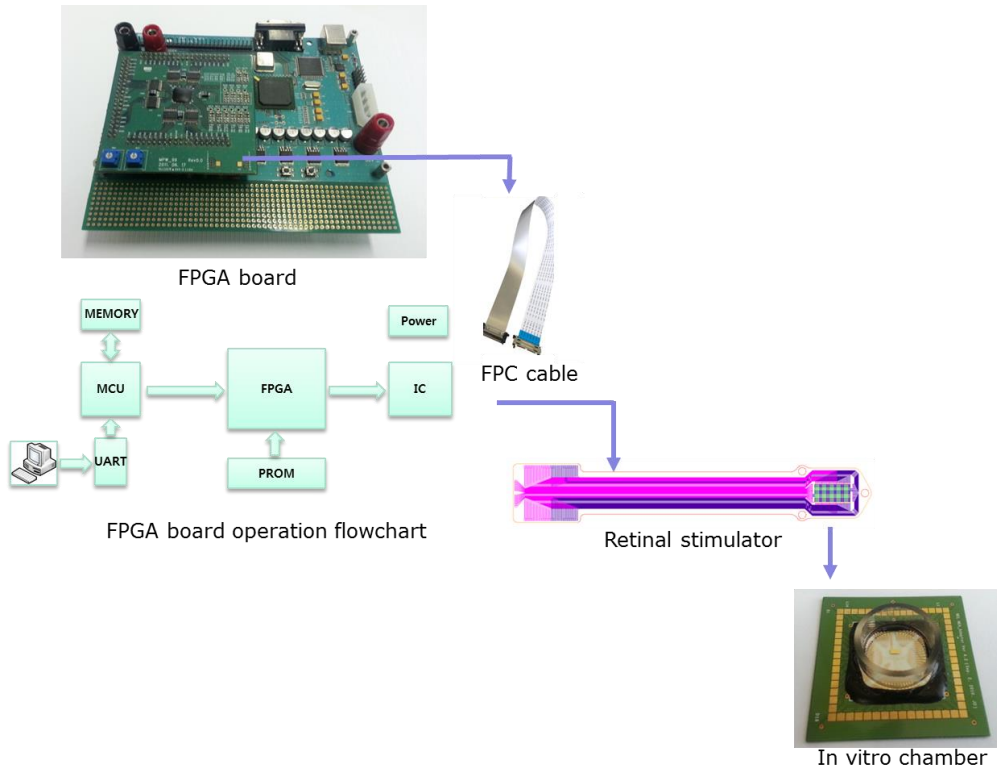 FPGA board
FPC cable
MEMORY
Power
MCU
FPGA
IC
UART
PROM
FPGA board operation flowchart
Retinal stimulator
In vitro chamber